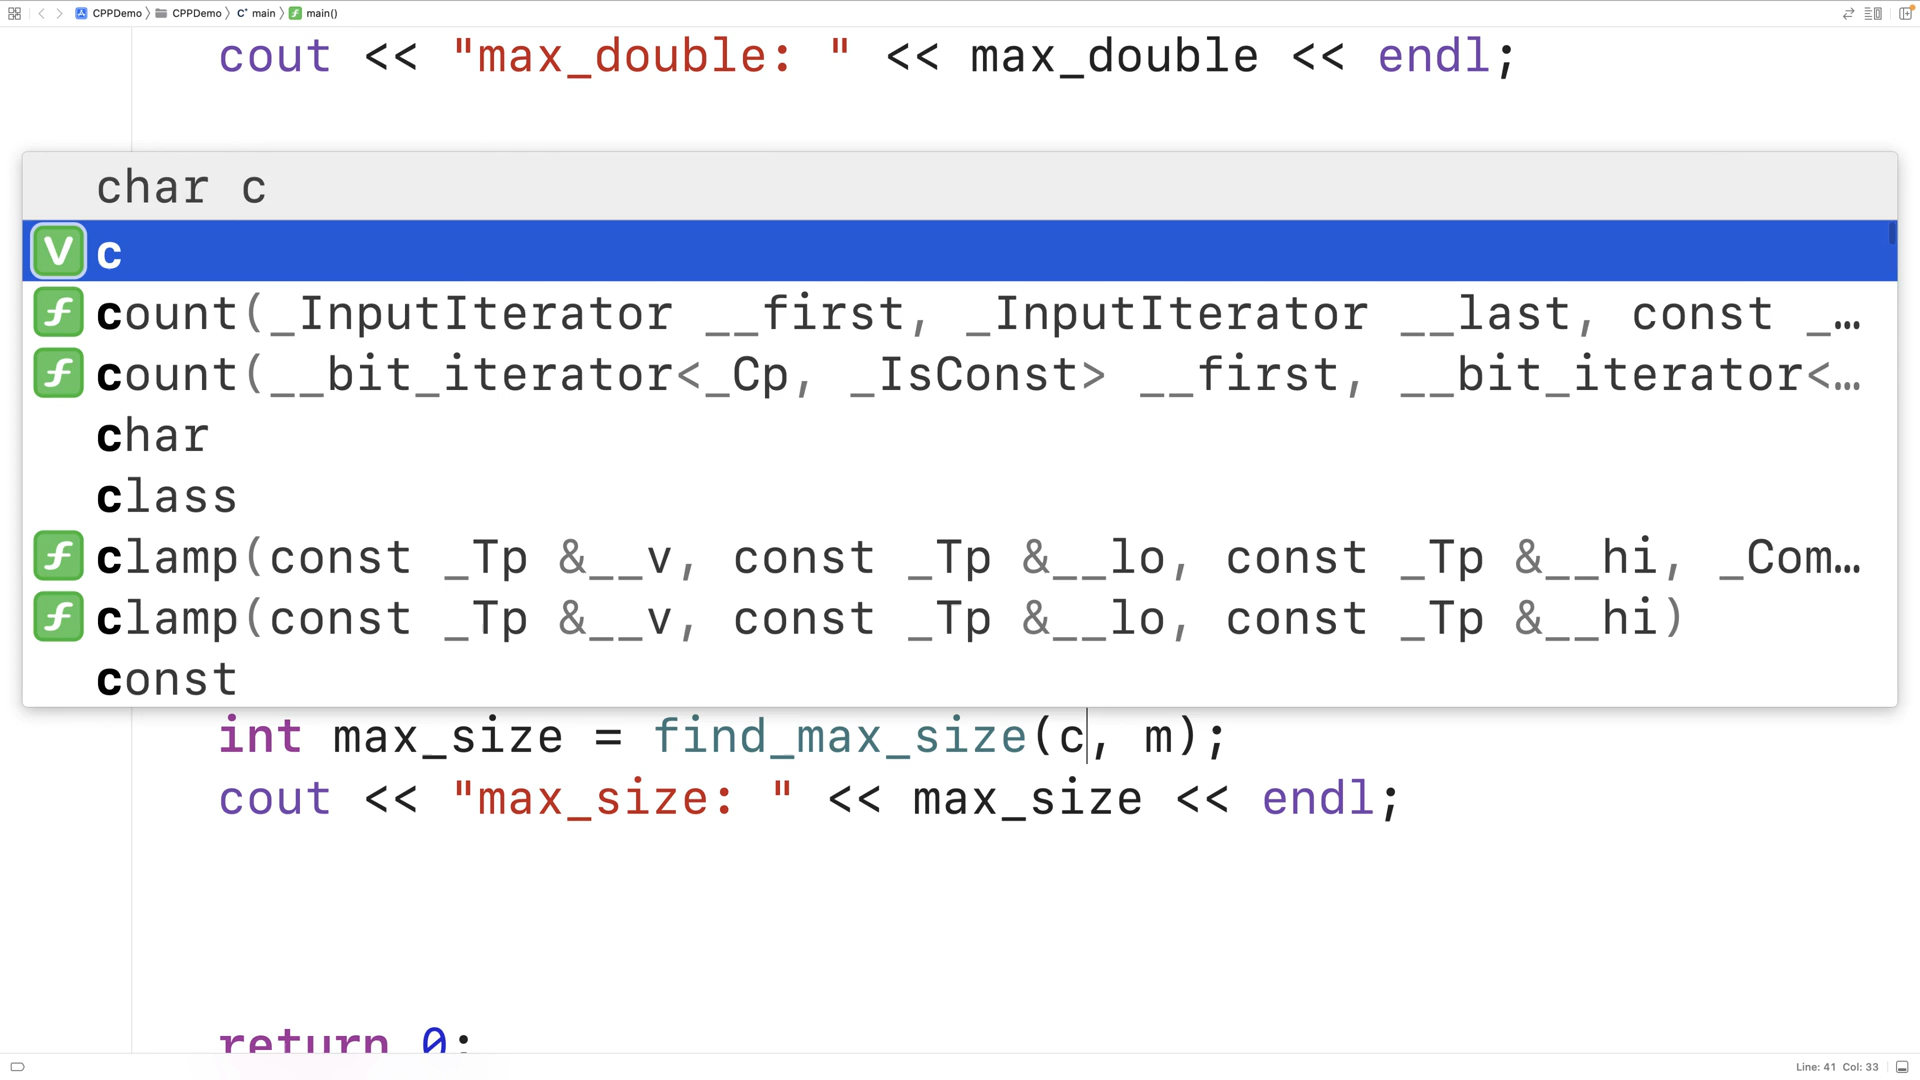 CPPDemo CPPDemo C+ main main()
cout << "max_double: " << max_double << endl;
char c
V c
f count(_InputIterator __first, _InputIterator __last, const _…
f count(__bit_iterator<_Cp, _IsConst> __first, __bit_iterator<…
char
class
f clamp(const _Tp &__v, const _Tp &__lo, const _Tp &__hi, _Com…
f clamp(const _Tp &__v, const _Tp &__lo, const _Tp &__hi)
const
int max_size = find_max_size(c, m);
cout << "max_size: " << max_size << endl;
return 0;
Line: 41 Col: 33